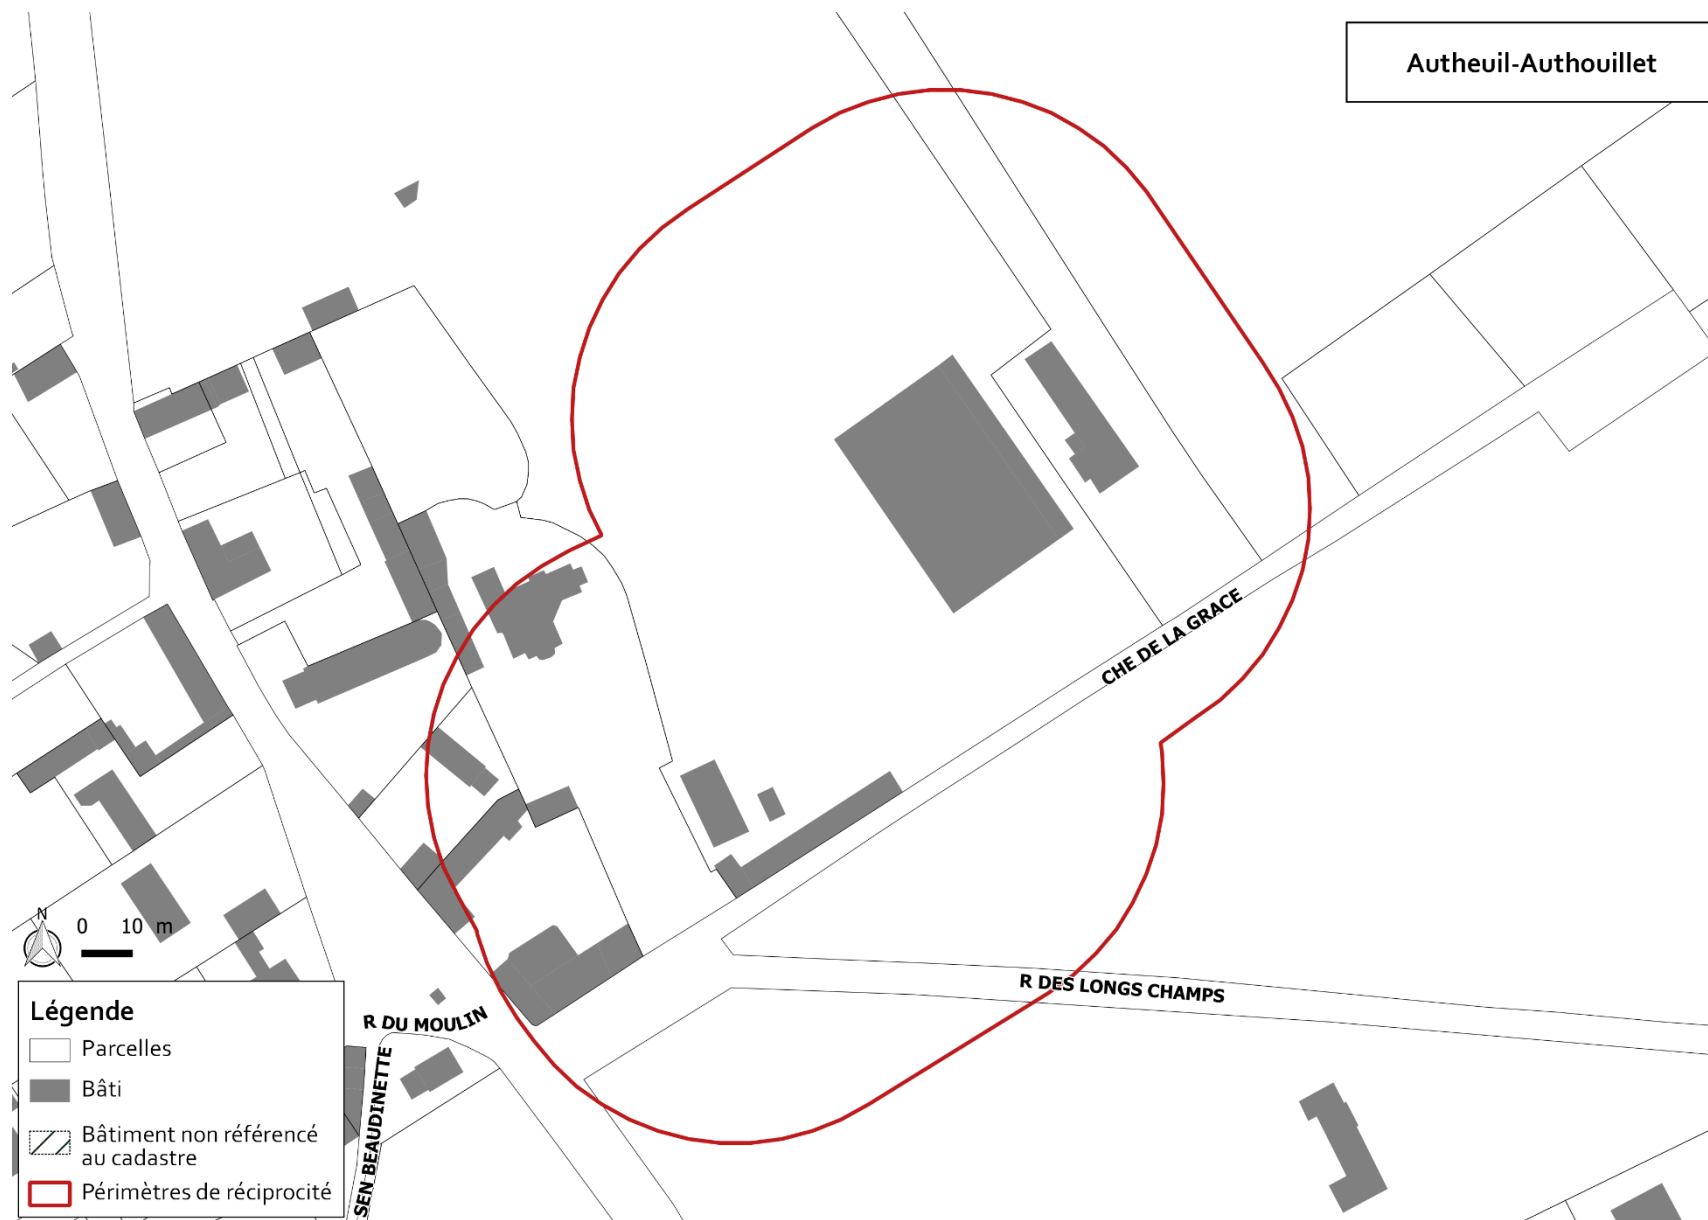 Autheuil-Authouillet
CHE DE LA GRACE
R DES LONGS CHAMPS
R DU MOULIN
SEN BEAUDINETTE
N
0 10 m
Légende
Parcelles
Bâti
Bâtiment non référencé
au cadastre
Périmètres de réciprocité